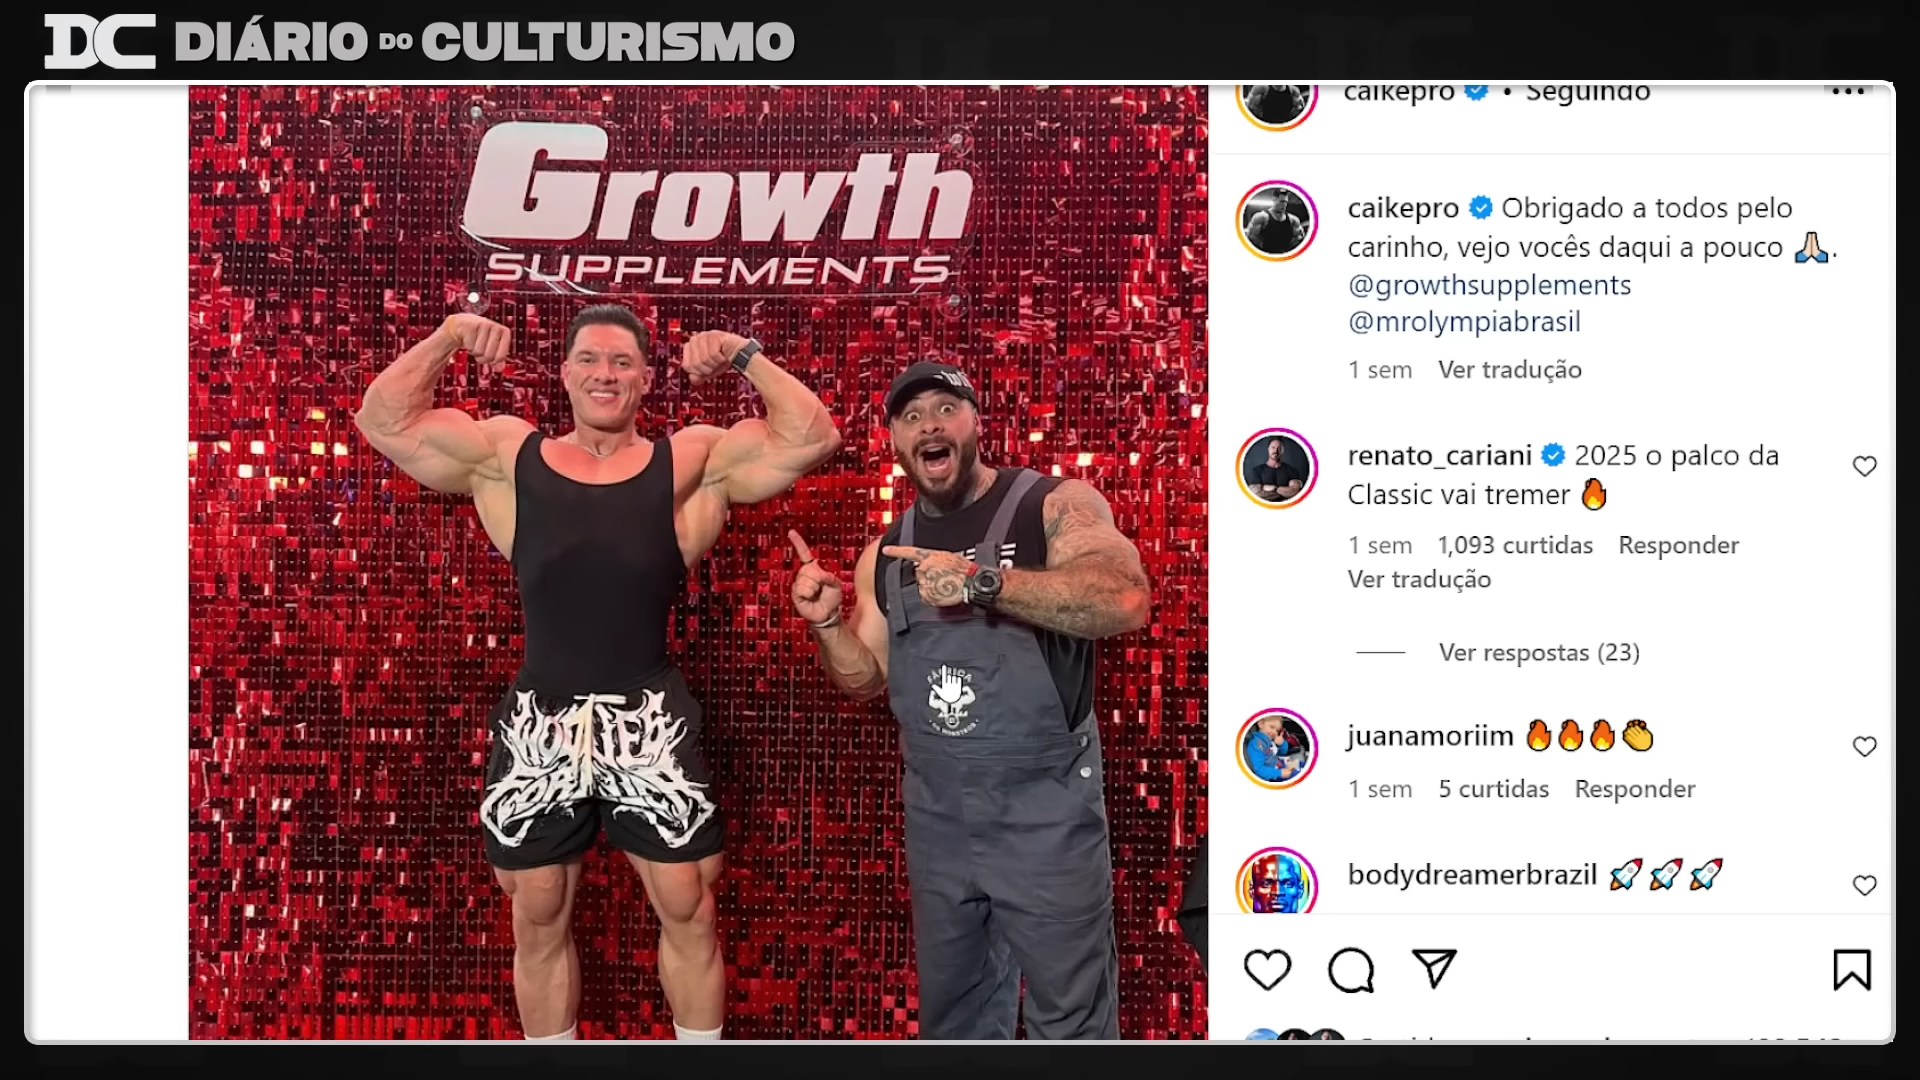 DC DIÁRIO DO CULTURISMO
Growth
SUPPLEMENTS
caikepro • Seguindo
caikepro Obrigado a todos pelo
carinho, vejo vocês daqui a pouco 🙏🏻.
@growthsupplements
@mrolympiabrasil
1 sem Ver tradução
renato_cariani 2025 o palco da
Classic vai tremer 🔥
1 sem 1,093 curtidas Responder
Ver tradução
Ver respostas (23)
juanamoriim 🔥🔥🔥👏
1 sem 5 curtidas Responder
bodydreamerbrazil 🚀🚀🚀